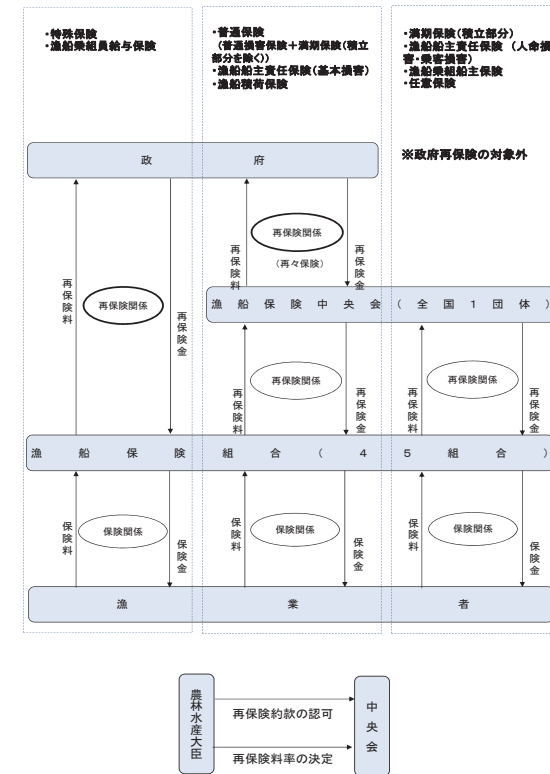 ・特殊保険
・漁船乗組員給与保険
・普通保険
(普通損害保険＋満期保険(積立
部分を除く))
・漁船船主責任保険(基本損害)
・漁船積荷保険
・満期保険(積立部分)
・漁船船主責任保険 （人命損
害・乗客損害)
・漁船乗組船主保険
・任意保険
※政府再保険の対象外
政府
再保険料
再保険関係
再保険金
再保険料
再保険関係
(再々保険)
再保険金
漁船保険中央会(全国1団体)
再保険料
再保険関係
再保険金
再保険料
再保険関係
再保険金
漁船保険組合(45組合)
保険料
保険関係
保険金
保険料
保険関係
保険金
保険料
保険関係
保険金
漁業者
農林水産大臣
再保険約款の認可
再保険料率の決定
中央会